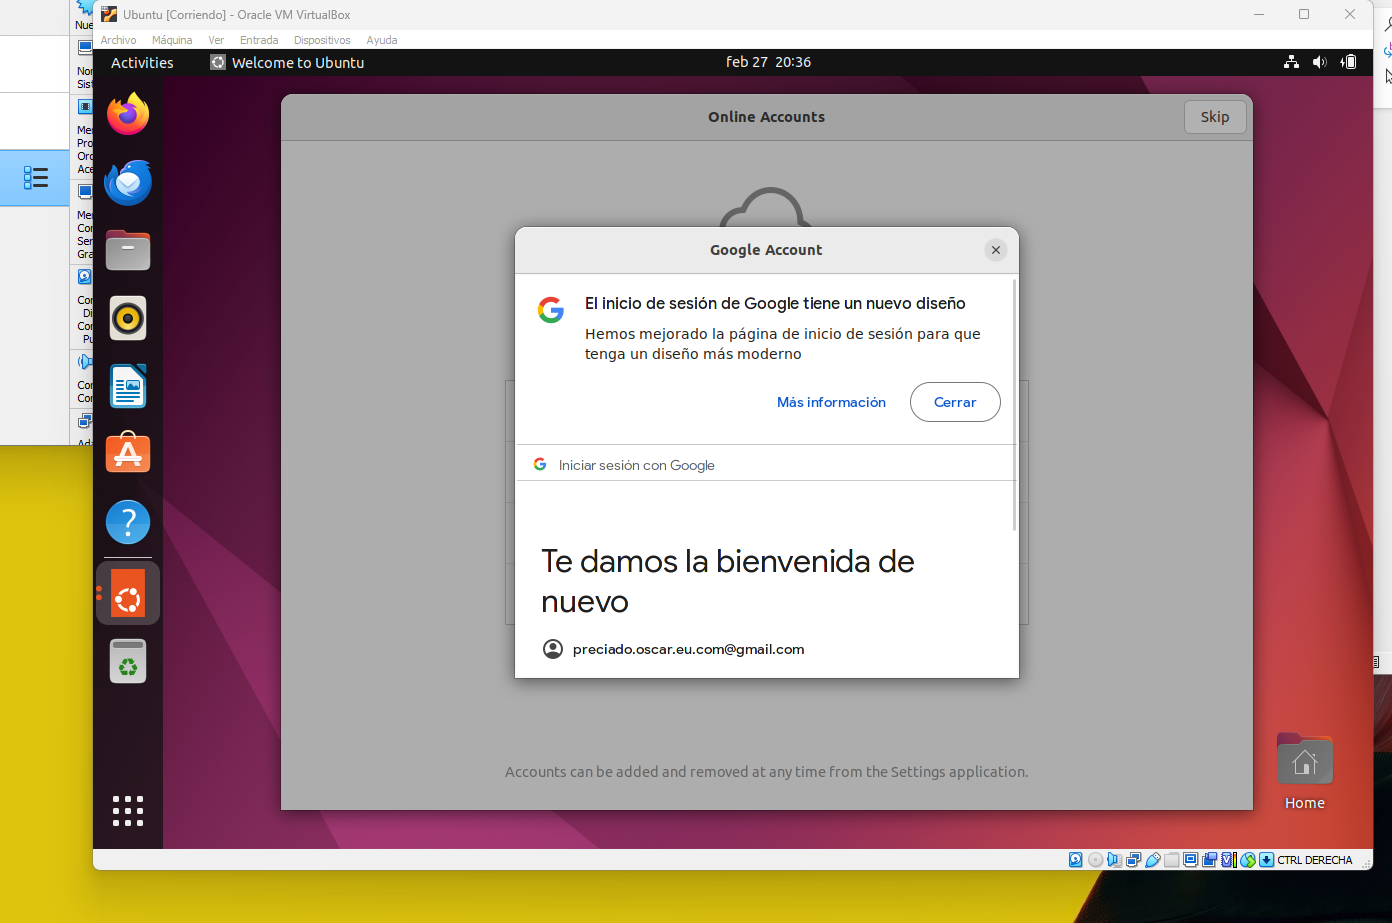 Ubuntu [Corriendo] - Oracle VM VirtualBox
Archivo Máquina Ver Entrada Dispositivos Ayuda
Activities Welcome to Ubuntu feb 27 20:36
Online Accounts Skip
Google Account
El inicio de sesión de Google tiene un nuevo diseño
Hemos mejorado la página de inicio de sesión para que
tenga un diseño más moderno
Más información Cerrar
Iniciar sesión con Google
Te damos la bienvenida de
nuevo
preciado.oscar.eu.com@gmail.com
Accounts can be added and removed at any time from the Settings application.
Home
CTRL DERECHA